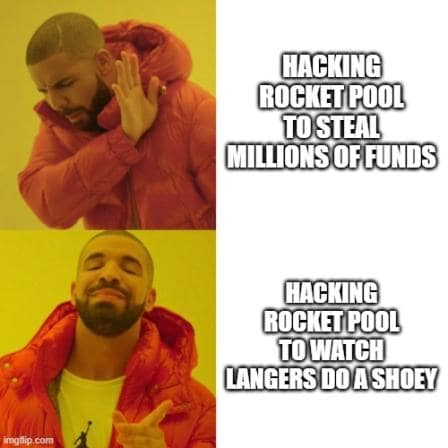 HACKING
ROCKET POOL
TO STEAL
MILLIONS OF FUNDS
HACKING
ROCKET POOL
TO WATCH
LANGERS DO A SHOEY
imgflip.com